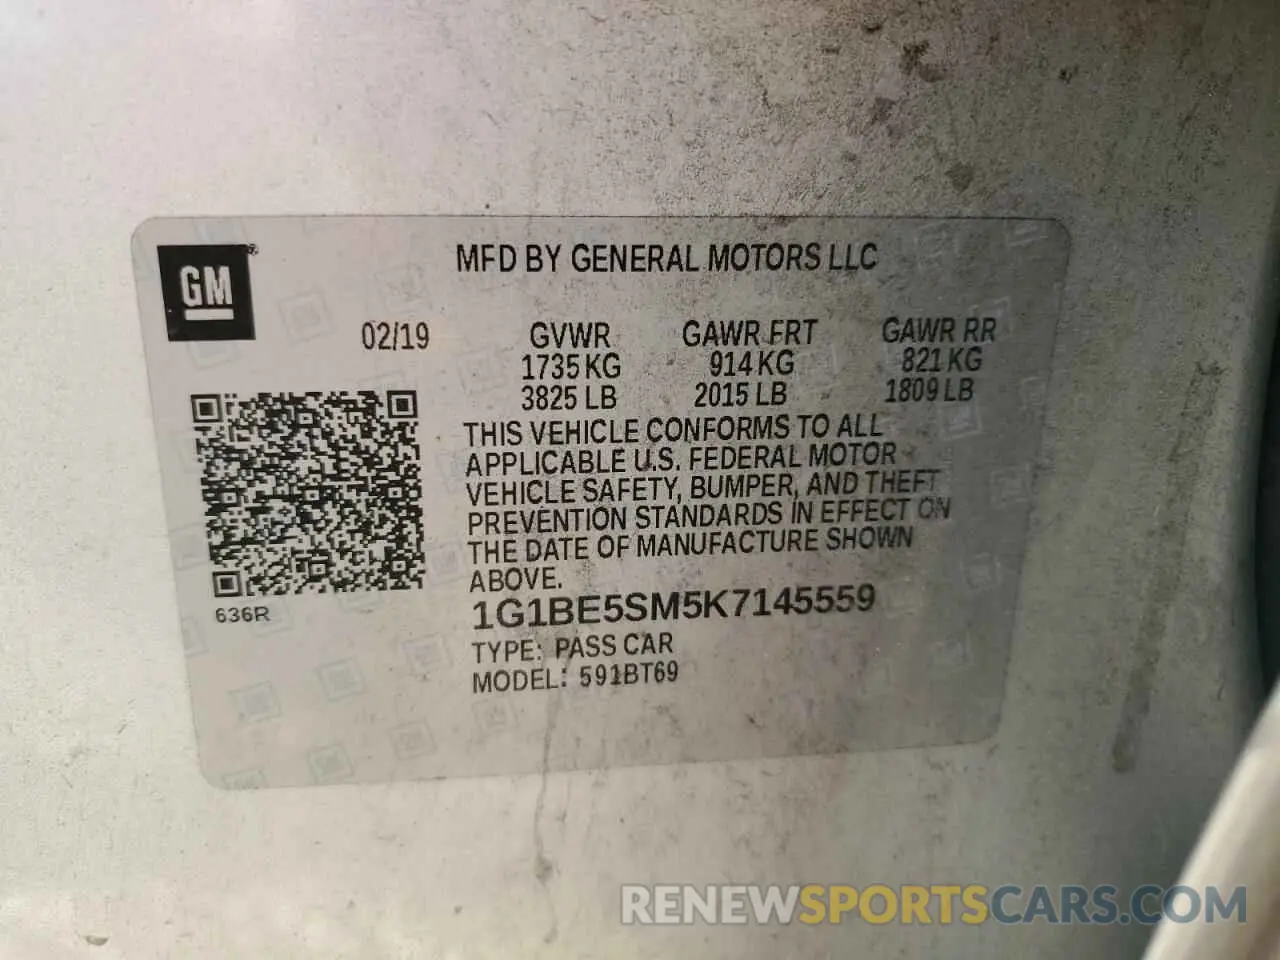 MFD BY GENERAL MOTORS LLC
GM®
02/19 GVWR GAWR FRT GAWR RR
1735 KG 914 KG 821 KG
3825 LB 2015 LB 1809 LB
THIS VEHICLE CONFORMS TO ALL
APPLICABLE U.S. FEDERAL MOTOR
VEHICLE SAFETY, BUMPER, AND THEFT
PREVENTION STANDARDS IN EFFECT ON
THE DATE OF MANUFACTURE SHOWN
ABOVE.
636R
1G1BE5SM5K7145559
TYPE: PASS CAR
MODEL: 591BT69
RENEWSPORTSCARS.COM